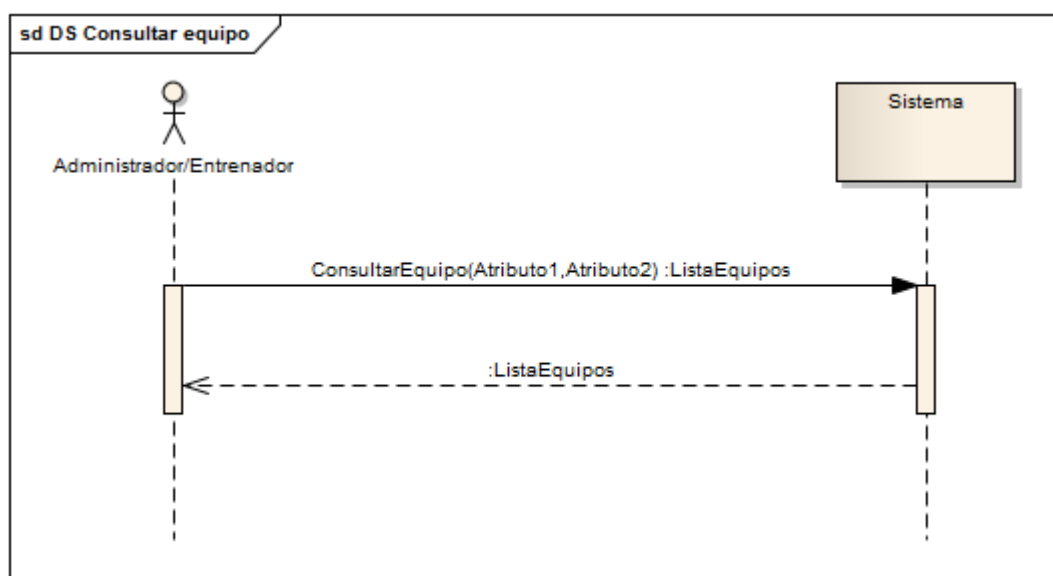 sd DS Consultar equipo
Administrador/Entrenador
Sistema
ConsultarEquipo(Atributo1,Atributo2) :ListaEquipos
:ListaEquipos